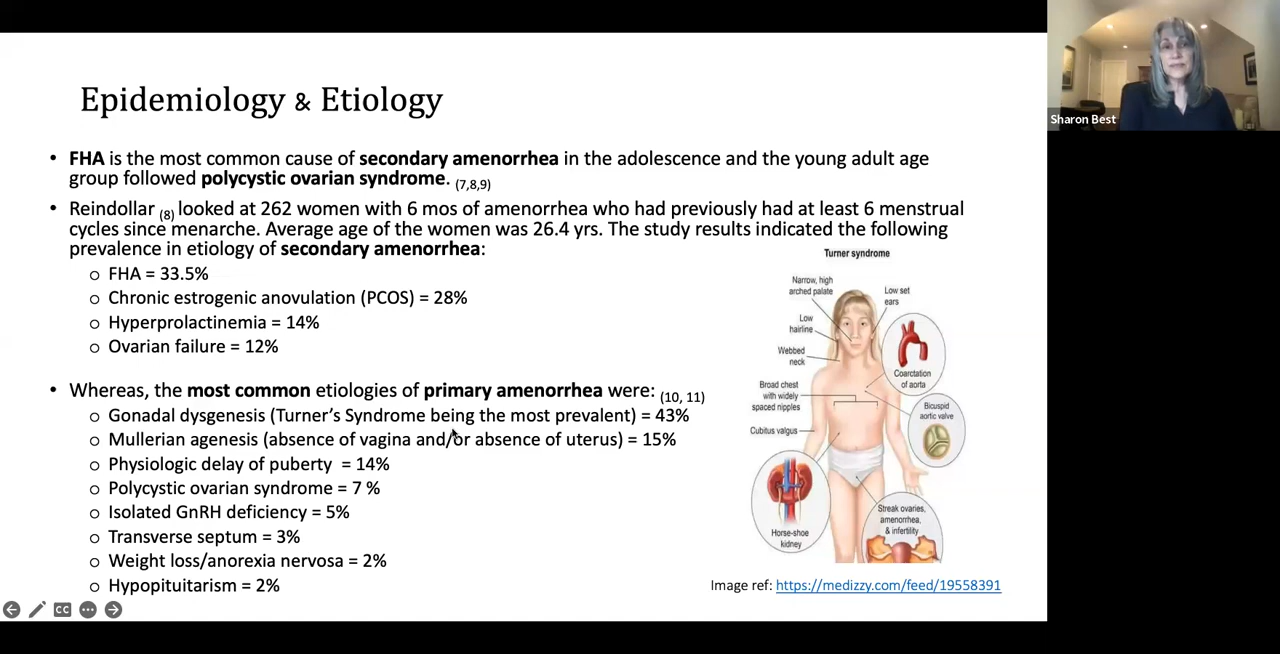 Epidemiology & Etiology
• FHA is the most common cause of secondary amenorrhea in the adolescence and the young adult age
group followed polycystic ovarian syndrome. (7,8,9)
• Reindollar (8) looked at 262 women with 6 mos of amenorrhea who had previously had at least 6 menstrual
cycles since menarche. Average age of the women was 26.4 yrs. The study results indicated the following
prevalence in etiology of secondary amenorrhea:
o FHA = 33.5%
o Chronic estrogenic anovulation (PCOS) = 28%
o Hyperprolactinemia = 14%
o Ovarian failure = 12%
• Whereas, the most common etiologies of primary amenorrhea were: (10, 11)
o Gonadal dysgenesis (Turner’s Syndrome being the most prevalent) = 43%
o Mullerian agenesis (absence of vagina and/or absence of uterus) = 15%
o Physiologic delay of puberty = 14%
o Polycystic ovarian syndrome = 7 %
o Isolated GnRH deficiency = 5%
o Transverse septum = 3%
o Weight loss/anorexia nervosa = 2%
o Hypopituitarism = 2%
Turner syndrome
Narrow, high
arched palate
Low set
ears
Low
hairline
Webbed
neck
Coarctation
of aorta
Broad chest
with widely
spaced nipples
Bicuspid
aortic valve
Cubitus valgus
Streak ovaries,
amenorrhea,
& infertility
Horse-shoe
kidney
Image ref: https://medizzy.com/feed/19558391
CC
Sharon Best